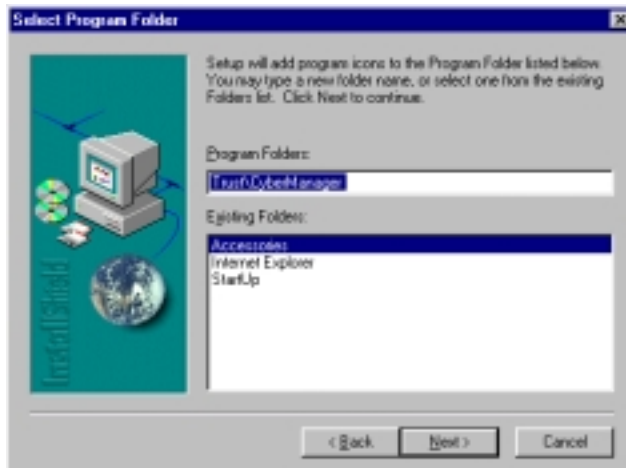 Select Program Folder
Setup will add program icons to the Program Folder listed below.
You may type a new folder name, or select one from the existing
Folders list. Click Next to continue.
Program Folders:
Trust\CyberManager
Existing Folders:
Accessories
Internet Explorer
StartUp
InstallShield
< Back
Next >
Cancel